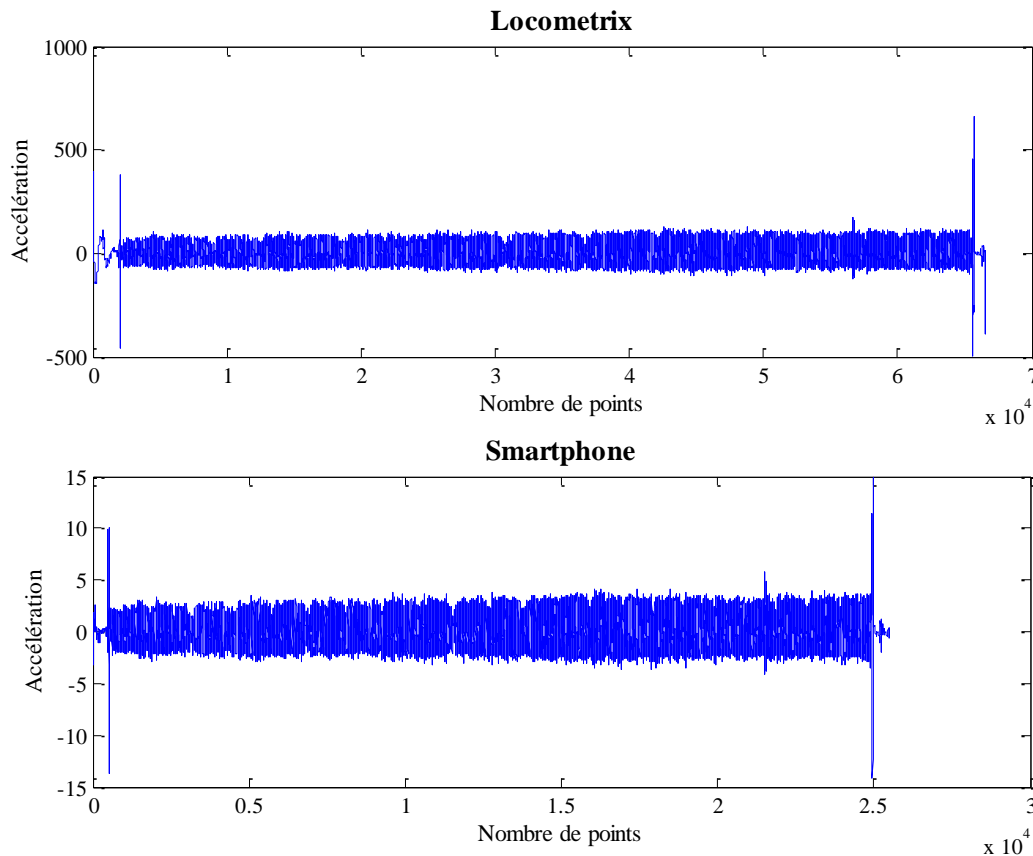 Locometrix
1000
500
0
-500
Accélération
0 1 2 3 4 5 6 7
Nombre de points
x 10^4
Smartphone
15
10
5
0
-5
-10
-15
Accélération
0 0.5 1 1.5 2 2.5 3
Nombre de points
x 10^4